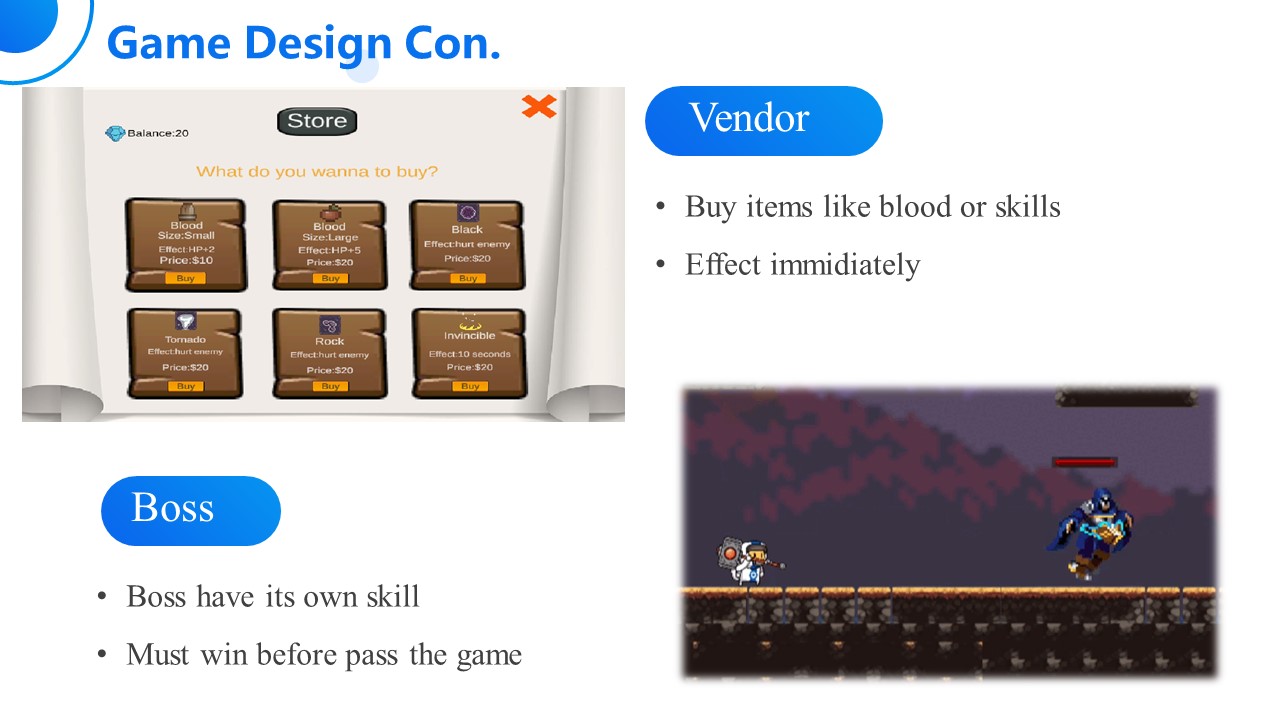 Game Design Con.
Store
Balance:20
What do you wanna to buy?
Blood
Size:Small
Effect:HP+2
Price:$10
Buy
Blood
Size:Large
Effect:HP+5
Price:$20
Buy
Black
Effect:hurt enemy
Price:$20
Buy
Tornado
Effect:hurt enemy
Price:$20
Buy
Rock
Effect:hurt enemy
Price:$20
Buy
Invincible
Effect:10 seconds
Price:$20
Buy
Vendor
• Buy items like blood or skills
• Effect immidiately
Boss
• Boss have its own skill
• Must win before pass the game